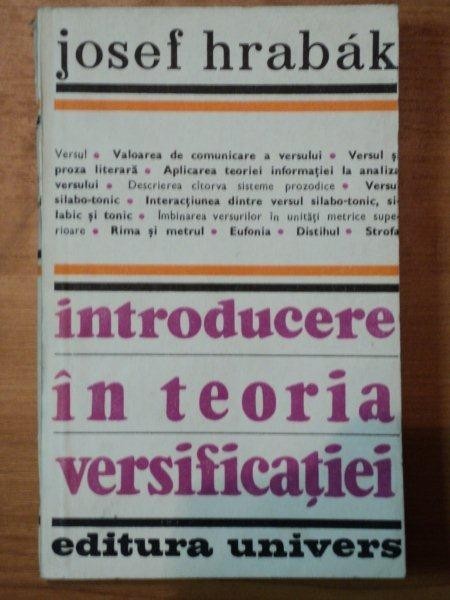 josef hrabák
Versul • Valoarea de comunicare a versului • Versul și
proza literară • Aplicarea teoriei informației la analiza
versului • Descrierea cîtorva sisteme prozodice • Versul
silabo-tonic • Interacțiunea dintre versul silabo-tonic, si-
labic și tonic • Îmbinarea versurilor în unități metrice supe-
rioare • Rima și metrul • Eufonia • Distihul • Strofa
introducere
în teoria
versificației
editura univers